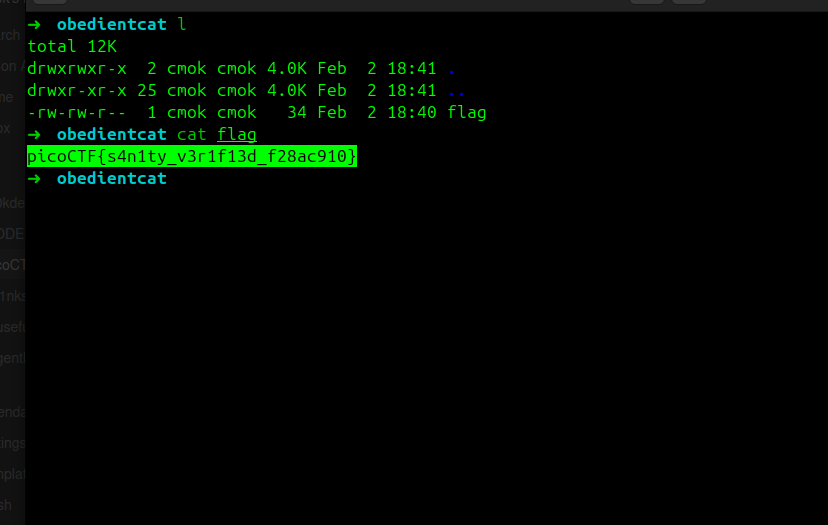 ➜ obedientcat l
total 12K
drwxrwxr-x 2 cmok cmok 4.0K Feb 2 18:41 .
drwxr-xr-x 25 cmok cmok 4.0K Feb 2 18:41 ..
-rw-rw-r-- 1 cmok cmok 34 Feb 2 18:40 flag
➜ obedientcat cat flag
picoCTF{s4n1ty_v3r1f13d_f28ac910}
➜ obedientcat